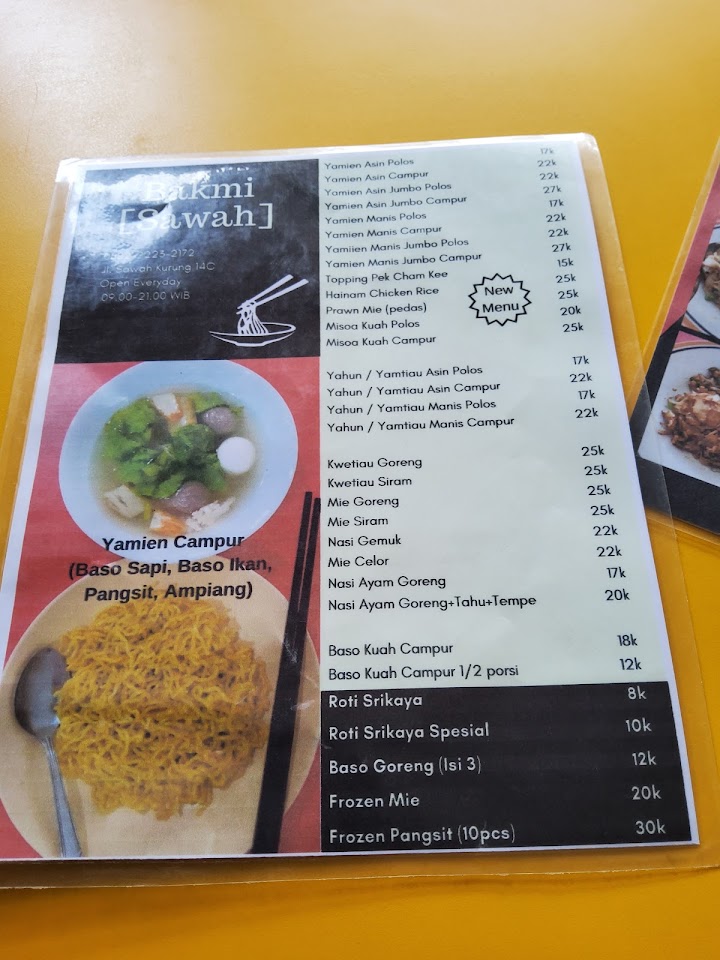 Bakmi
[Sawah]
Jl. Sawah Kurung 14C
Open Everyday
09.00-21.00 WIB
Yamien Campur
(Baso Sapi, Baso Ikan,
Pangsit, Ampiang)
Yamien Asin Polos 17k
Yamien Asin Campur 22k
Yamien Asin Jumbo Polos 22k
Yamien Asin Jumbo Campur 27k
Yamien Manis Polos 17k
Yamien Manis Campur 22k
Yamiien Manis Jumbo Polos 22k
Yamien Manis Jumbo Campur 27k
Topping Pek Cham Kee 15k
Hainam Chicken Rice 25k
Prawn Mie (pedas) 25k
Misoa Kuah Polos 20k
Misoa Kuah Campur 25k
New
Menu
Yahun / Yamtiau Asin Polos 17k
Yahun / Yamtiau Asin Campur 22k
Yahun / Yamtiau Manis Polos 17k
Yahun / Yamtiau Manis Campur 22k
Kwetiau Goreng 25k
Kwetiau Siram 25k
Mie Goreng 25k
Mie Siram 25k
Nasi Gemuk 22k
Mie Celor 22k
Nasi Ayam Goreng 17k
Nasi Ayam Goreng+Tahu+Tempe 20k
Baso Kuah Campur 18k
Baso Kuah Campur 1/2 porsi 12k
Roti Srikaya 8k
Roti Srikaya Spesial 10k
Baso Goreng (Isi 3) 12k
Frozen Mie 20k
Frozen Pangsit (10pcs) 30k